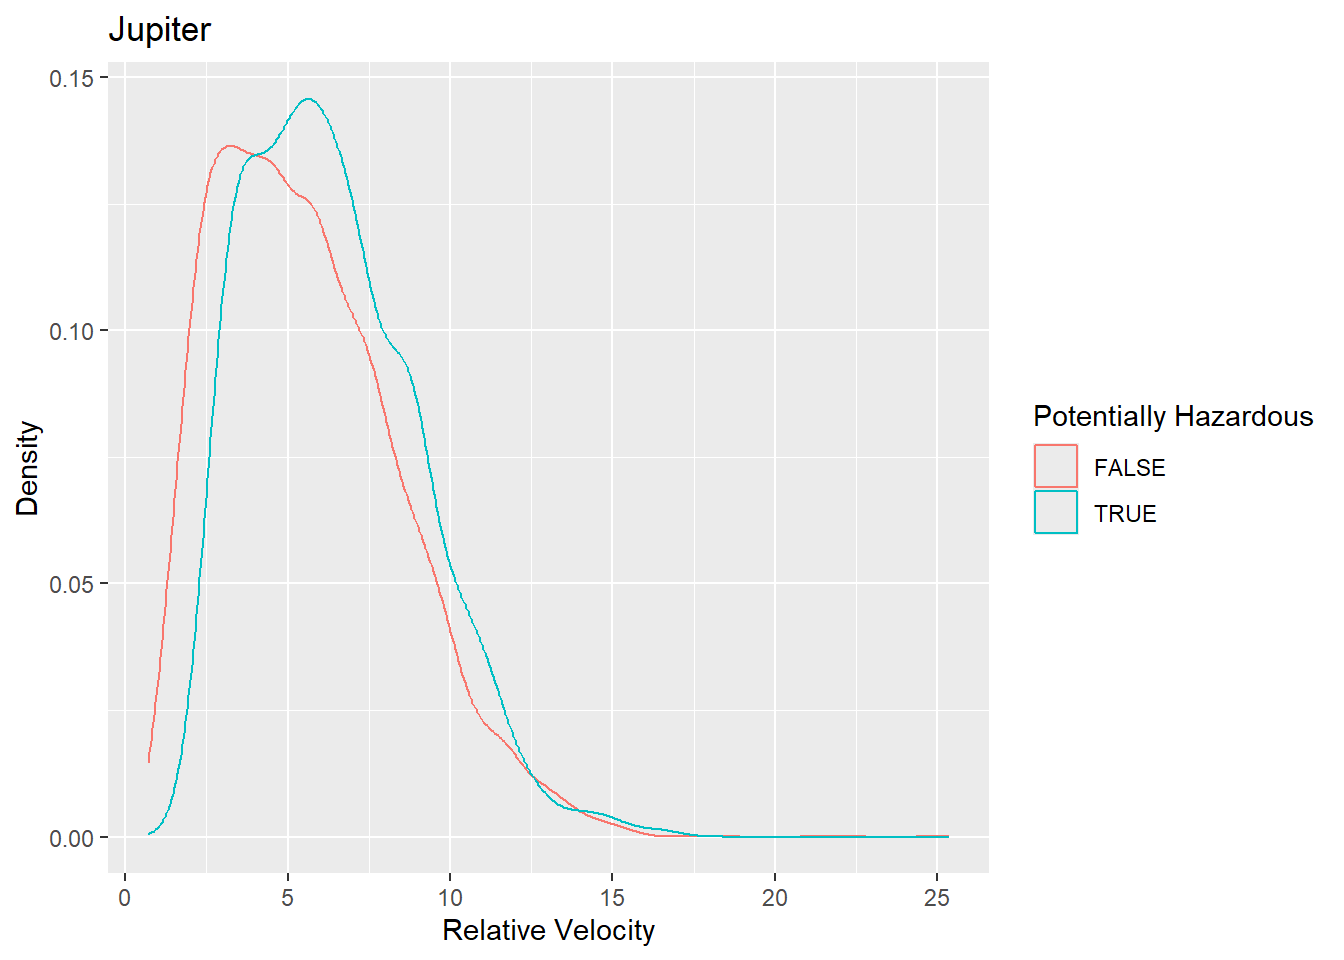 Jupiter
0.15
0.10
0.05
0.00
Density
0 5 10 15 20 25
Relative Velocity
Potentially Hazardous
FALSE
TRUE